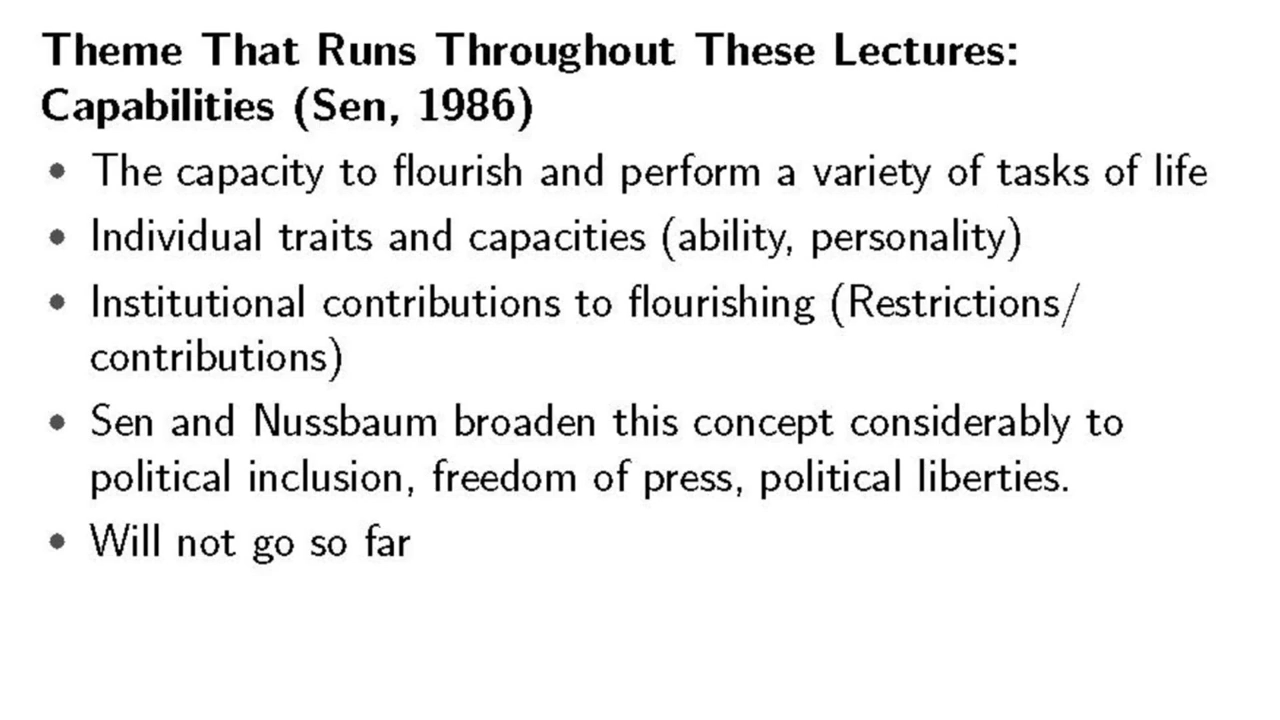 Theme That Runs Throughout These Lectures:
Capabilities (Sen, 1986)
• The capacity to flourish and perform a variety of tasks of life
• Individual traits and capacities (ability, personality)
• Institutional contributions to flourishing (Restrictions/
contributions)
• Sen and Nussbaum broaden this concept considerably to
political inclusion, freedom of press, political liberties.
• Will not go so far